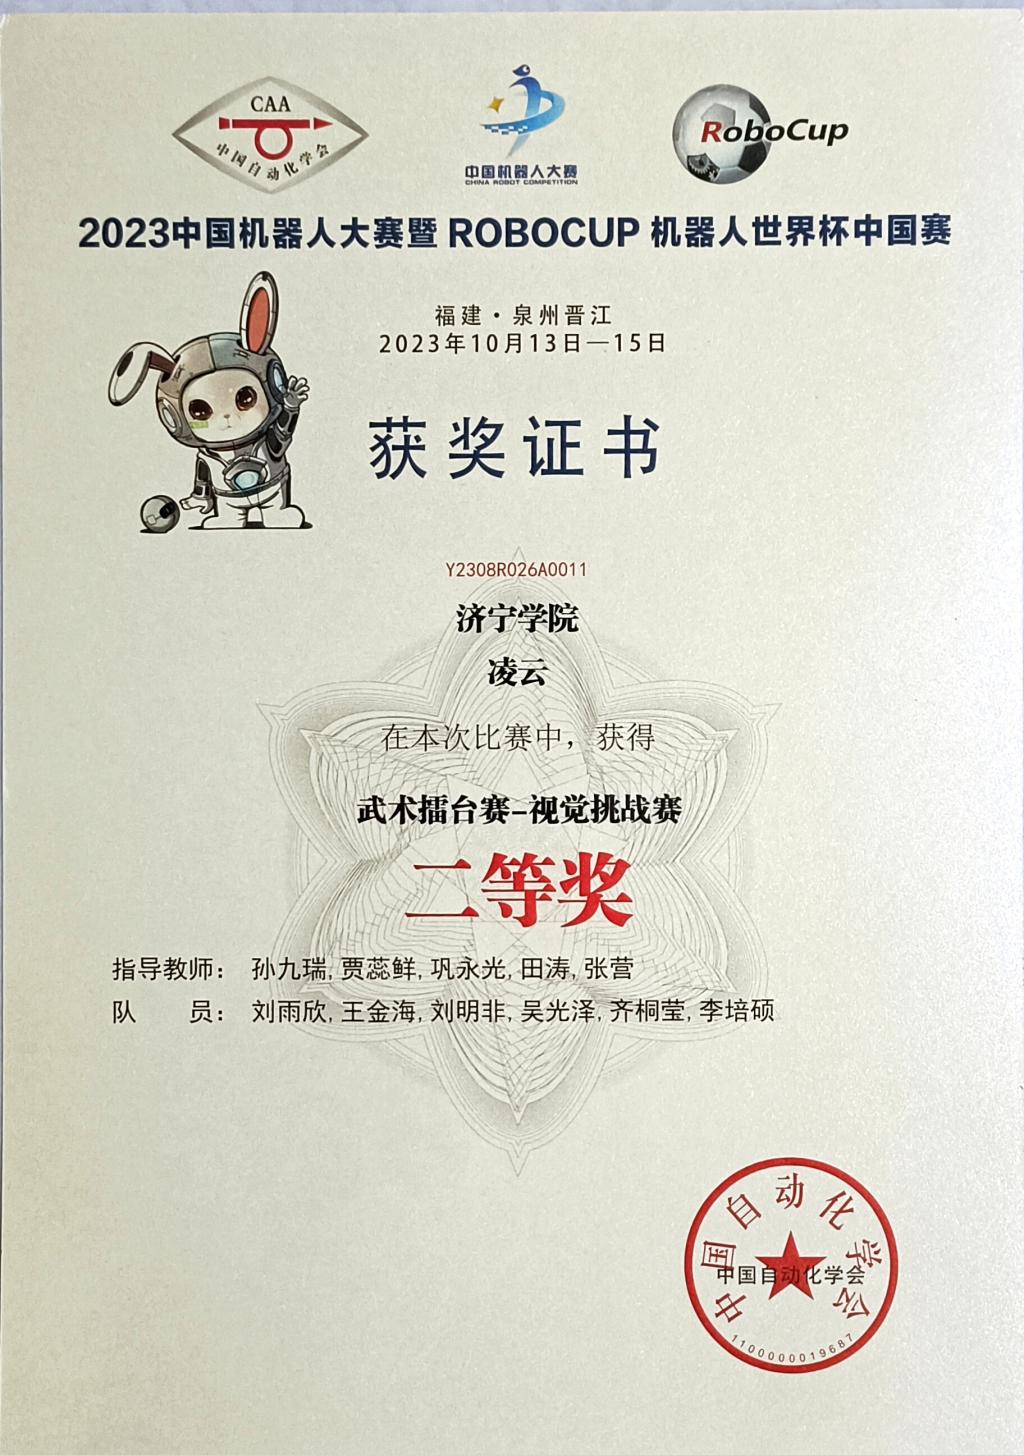 CAA
中国自动化学会
中国机器人大赛
CHINA ROBOT COMPETITION
RoboCup
2023中国机器人大赛暨 ROBOCUP 机器人世界杯中国赛
福建·泉州晋江
2023年10月13日—15日
获奖证书
Y2308R026A0011
济宁学院
凌云
在本次比赛中，获得
武术擂台赛-视觉挑战赛
二等奖
指导教师： 孙九瑞, 贾蕊鲜, 巩永光, 田涛, 张营
队 员： 刘雨欣, 王金海, 刘明非, 吴光泽, 齐桐莹, 李培硕
中国自动化学会
中国自动化学会
1100000019687